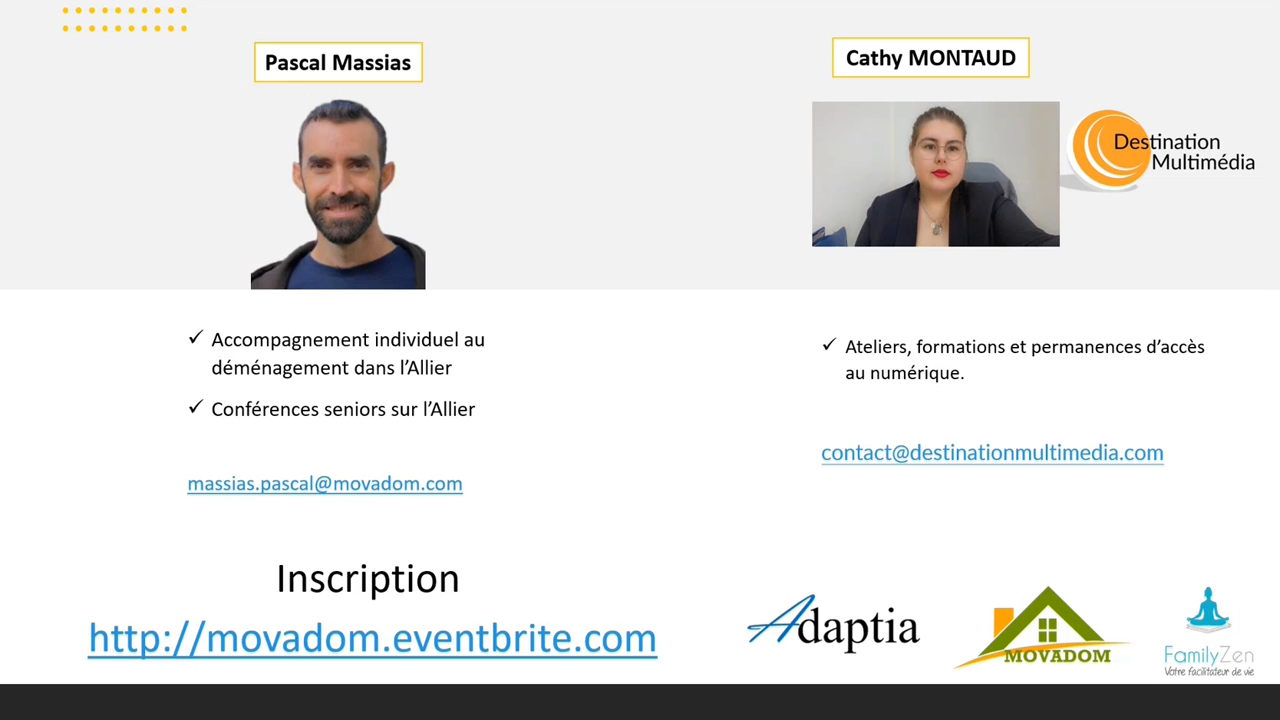 Pascal Massias
Cathy MONTAUD
Destination
Multimédia
✓ Accompagnement individuel au
déménagement dans l’Allier
✓ Conférences seniors sur l’Allier
massias.pascal@movadom.com
✓ Ateliers, formations et permanences d’accès
au numérique.
contact@destinationmultimedia.com
Inscription
http://movadom.eventbrite.com
Adaptia
MOVADOM
FamilyZen
Votre facilitateur de vie